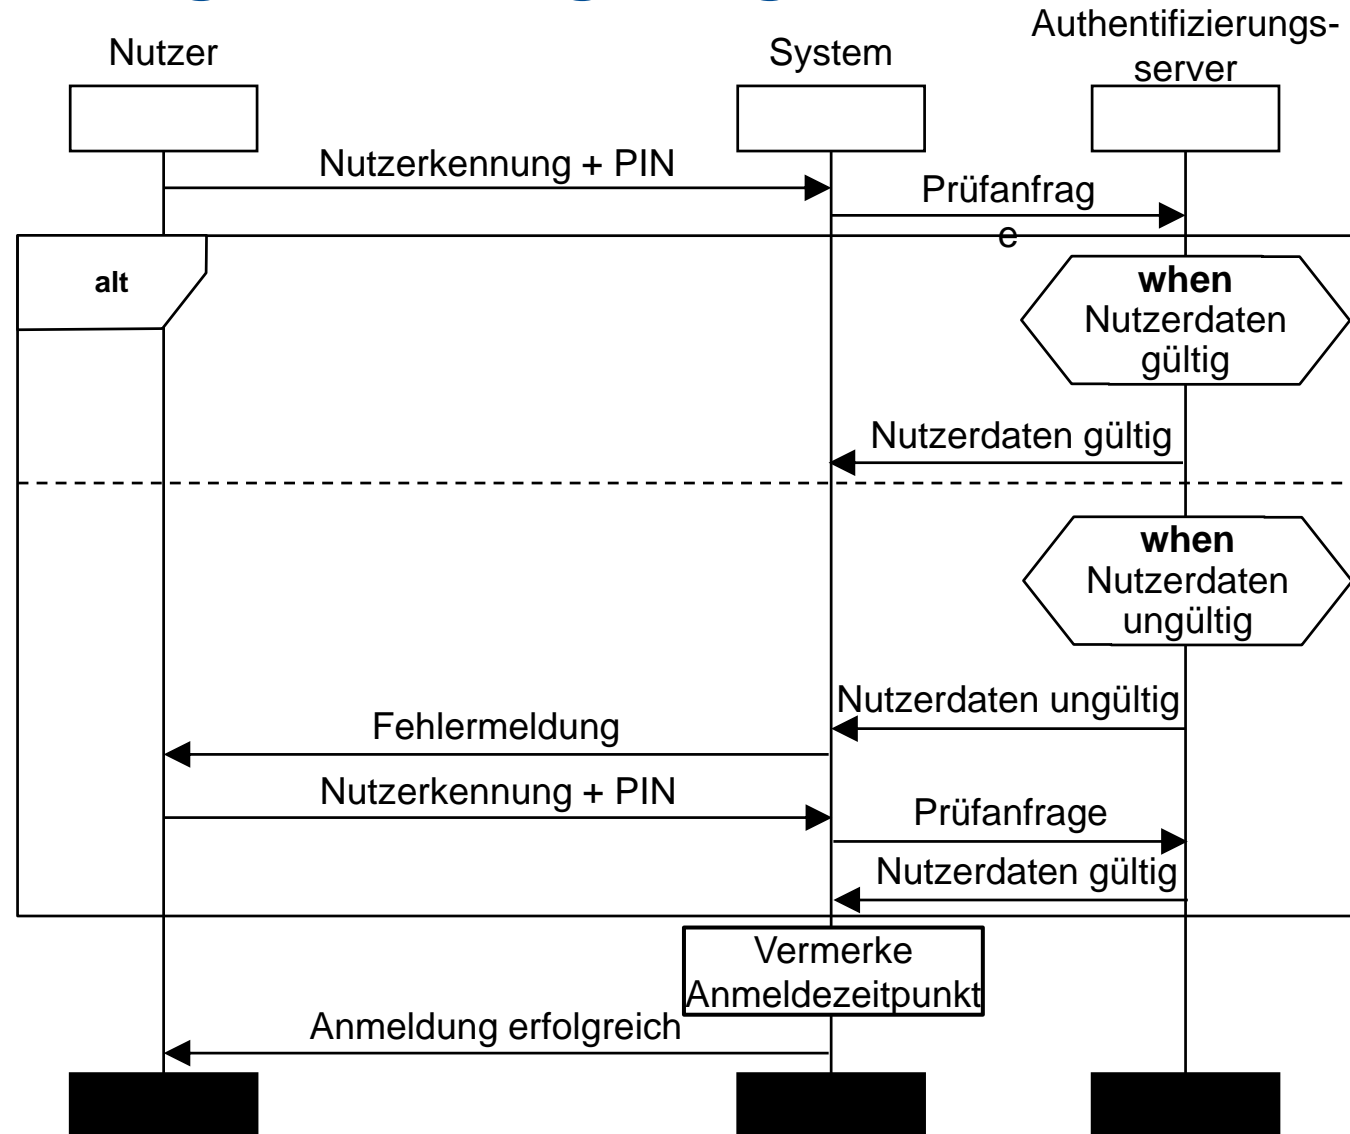 Nutzer
System
Authentifizierungs-
server
Nutzerkennung + PIN
Prüfanfrag
e
alt
when
Nutzerdaten
gültig
Nutzerdaten gültig
when
Nutzerdaten
ungültig
Nutzerdaten ungültig
Fehlermeldung
Nutzerkennung + PIN
Prüfanfrage
Nutzerdaten gültig
Vermerke
Anmeldezeitpunkt
Anmeldung erfolgreich